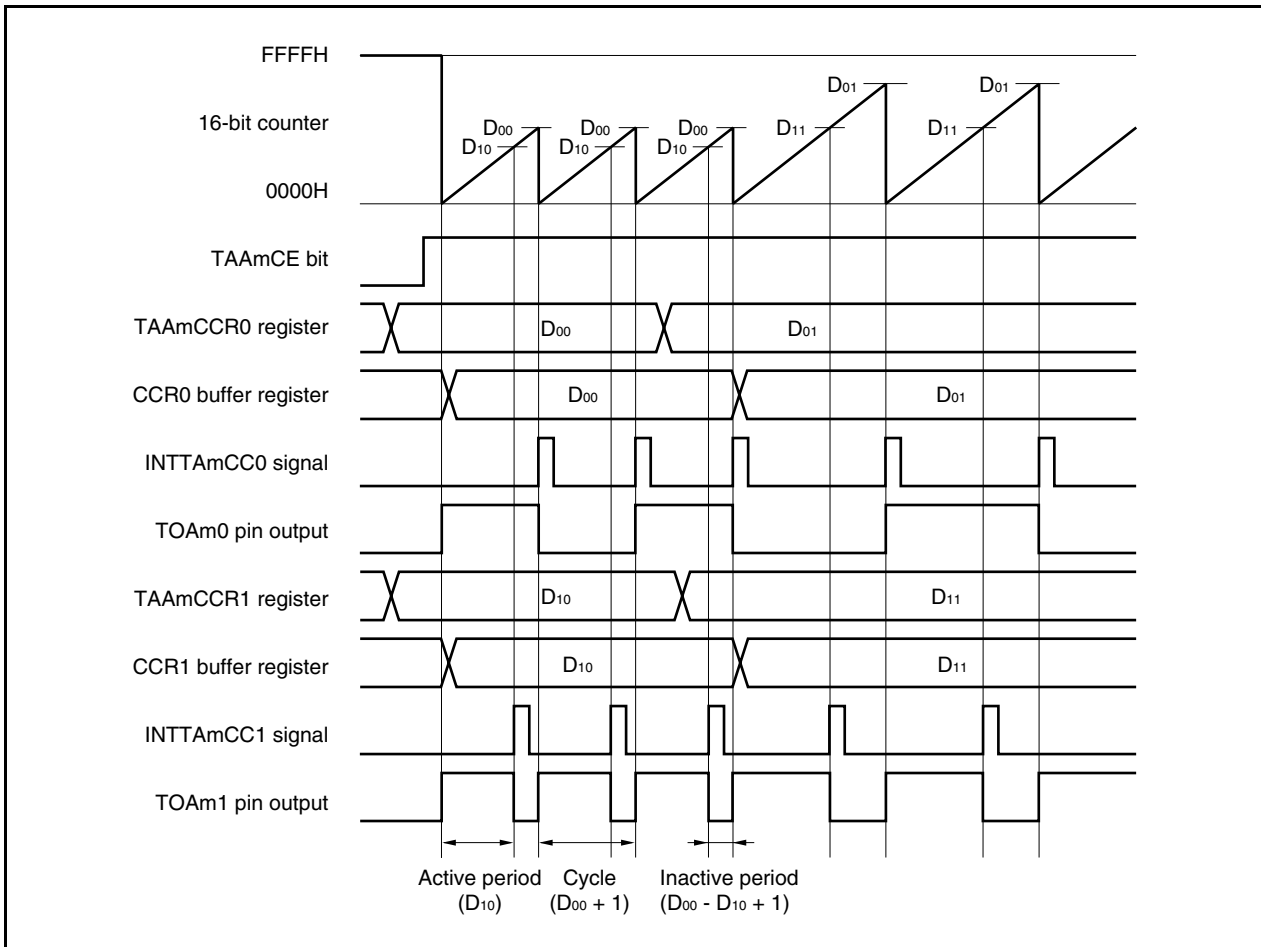 FFFFH
D01 D01
16-bit counter D00 D00 D00 D11 D11
D10 D10 D10
0000H
TAAmCE bit
TAAmCCR0 register D00 D01
CCR0 buffer register D00 D01
INTTAmCC0 signal
TOAm0 pin output
TAAmCCR1 register D10 D11
CCR1 buffer register D10 D11
INTTAmCC1 signal
TOAm1 pin output
Active period Cycle Inactive period
(D10) (D00 + 1) (D00 - D10 + 1)